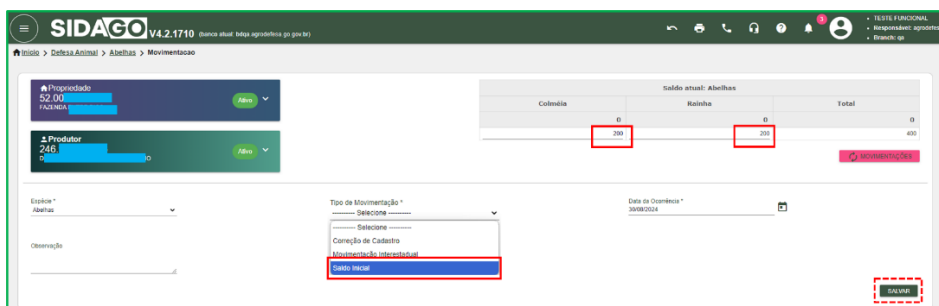 SIDAGO V4.2.1710 (banco atual: bdqa.agrodefesa.go.gov.br)
3
TESTE FUNCIONAL
Responsável: agrodefes
Branch: qa
Início > Defesa Animal > Abelhas > Movimentacao
Propriedade
52.00
FAZENDA
Ativo
Produtor
246.
D
IO
Ativo
Saldo atual: Abelhas
Colméia Rainha Total
0 0 0
200 200 400
MOVIMENTAÇÕES
Espécie *
Abelhas
Tipo de Movimentação *
---------- Selecione ----------
---------- Selecione ----------
Correção de Cadastro
Movimentação Interestadual
Saldo Inicial
Data da Ocorrência *
30/08/2024
Observação
SALVAR